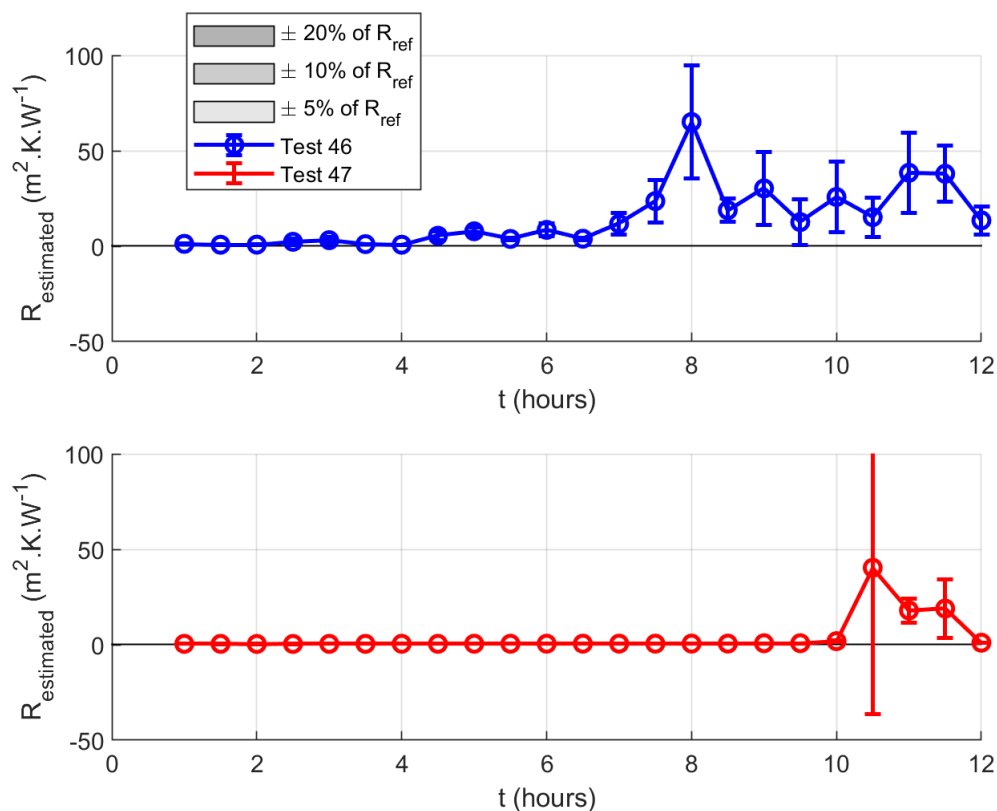 ± 20% of R_ref
± 10% of R_ref
± 5% of R_ref
Test 46
Test 47
100
50
0
-50
R_estimated (m².K.W⁻¹)
0 2 4 6 8 10 12
t (hours)
100
50
0
-50
R_estimated (m².K.W⁻¹)
0 2 4 6 8 10 12
t (hours)